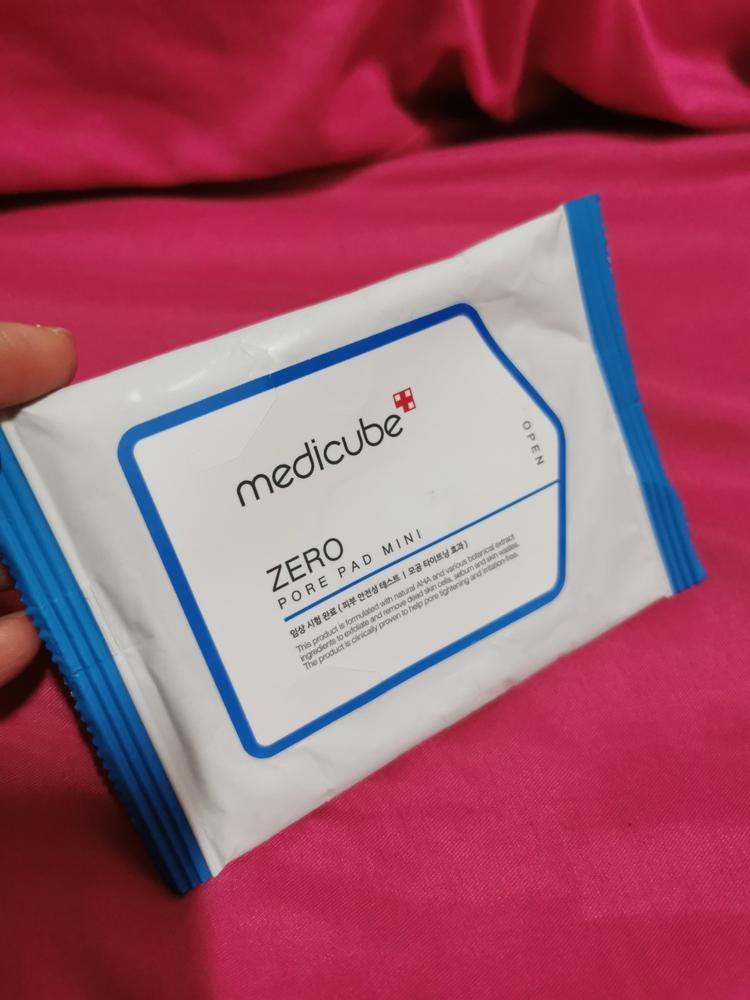 medicube
OPEN
ZERO
PORE PAD MINI
임상 시험 완료 ( 피부 안전성 테스트 | 모공 타이트닝 효과 )
This product is formulated with natural AHA and various botanical extract
ingredients to exfoliate and remove dead skin cells, sebum and skin wastes.
The product is clinically proven to help pore tightening and irritation-free.